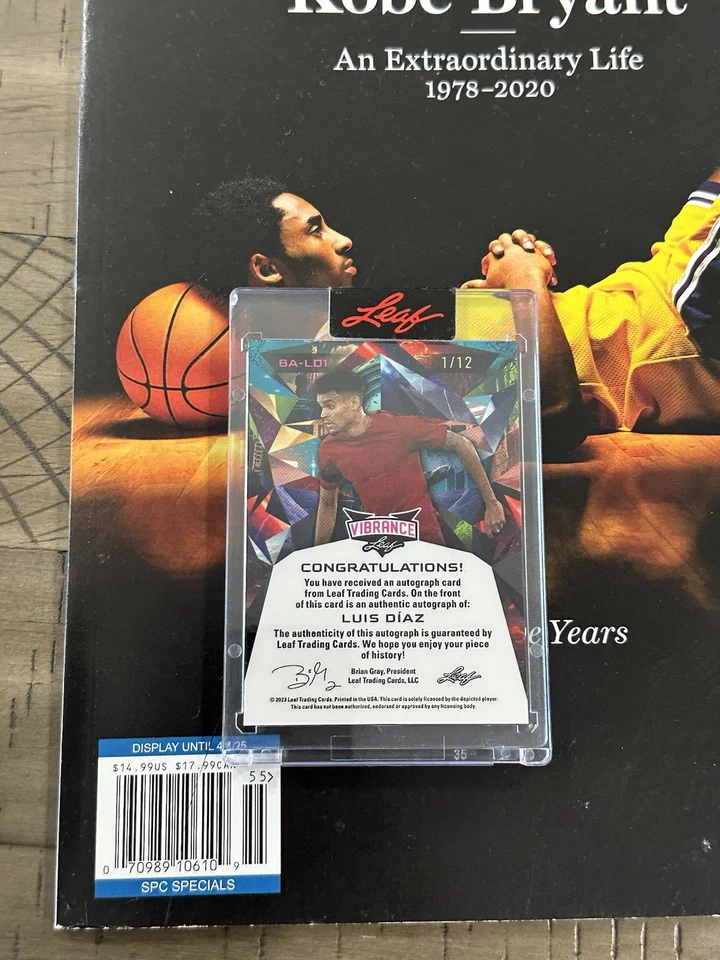 Kobe Bryant
An Extraordinary Life
1978–2020
Leaf
BA-LD1
1/12
VIBRANCE
Leaf
CONGRATULATIONS!
You have received an autograph card
from Leaf Trading Cards. On the front
of this card is an authentic autograph of:
LUIS DÍAZ
The authenticity of this autograph is guaranteed by
Leaf Trading Cards. We hope you enjoy your piece
of history!
Brian Gray, President
Leaf Trading Cards, LLC
Leaf
© 2023 Leaf Trading Cards. Printed in the USA. This card is solely licensed by the depicted player.
This card has not been authorized, endorsed or approved by any licensing body.
Years
35
DISPLAY UNTIL
$14.99US $17.99CAN
55>
0 70989 10610 9
SPC SPECIALS